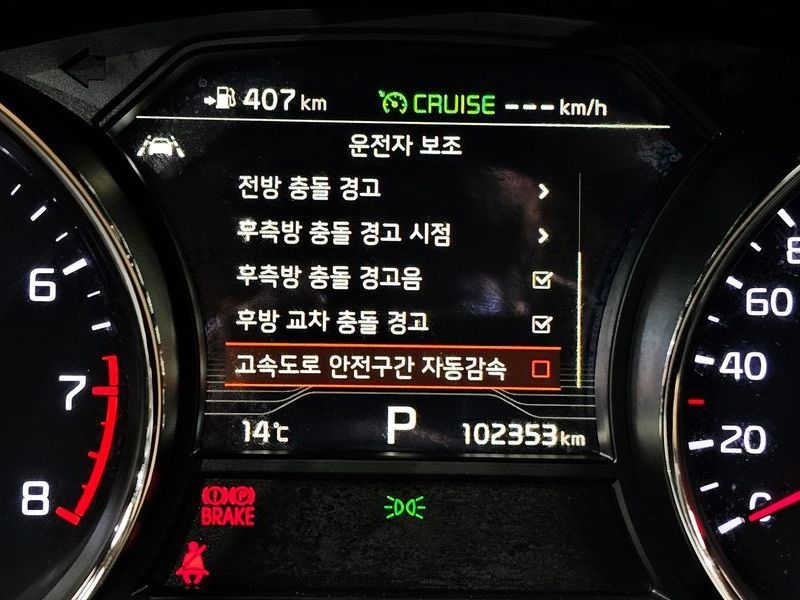 407 km CRUISE --- km/h
운전자 보조
전방 충돌 경고
후측방 충돌 경고 시점
후측방 충돌 경고음
후방 교차 충돌 경고
고속도로 안전구간 자동감속
14℃ P 102353 km
6
7
8
60
40
20
0
BRAKE